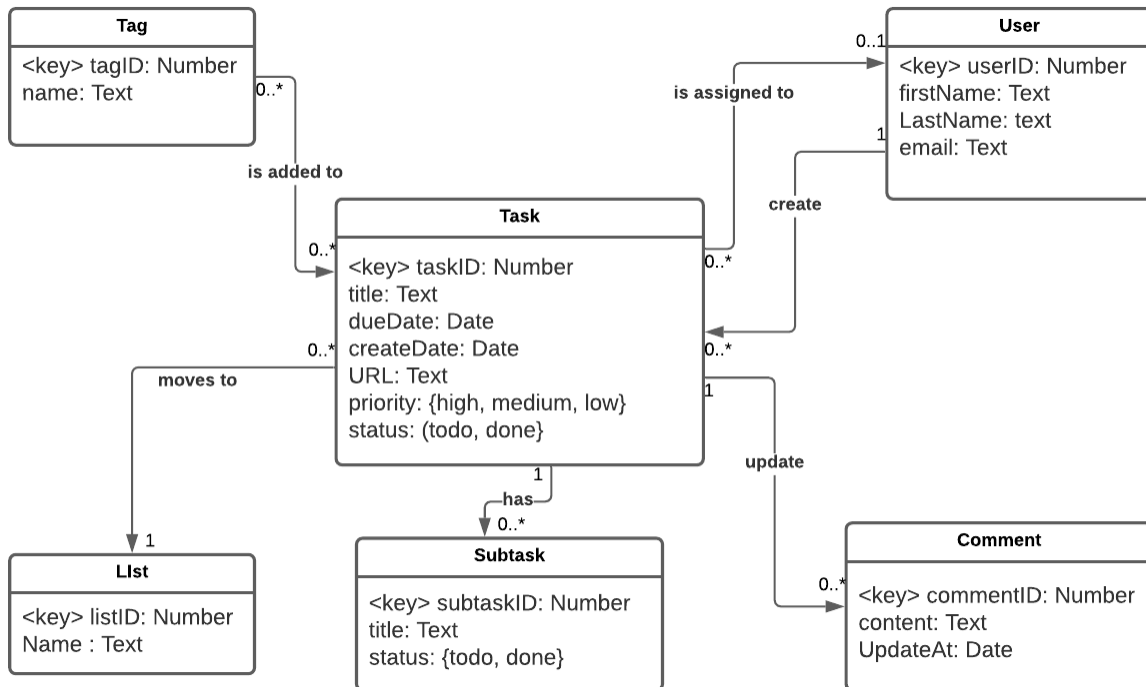 Tag
<key> tagID: Number
name: Text
0..*
is added to
0..*
User
0..1
<key> userID: Number
firstName: Text
LastName: text
1
email: Text
is assigned to
0..*
create
0..*
Task
<key> taskID: Number
title: Text
dueDate: Date
createDate: Date
URL: Text
priority: {high, medium, low}
status: (todo, done}
0..*
moves to
1
1
has
0..*
1
update
0..*
LIst
<key> listID: Number
Name : Text
Subtask
<key> subtaskID: Number
title: Text
status: {todo, done}
Comment
<key> commentID: Number
content: Text
UpdateAt: Date